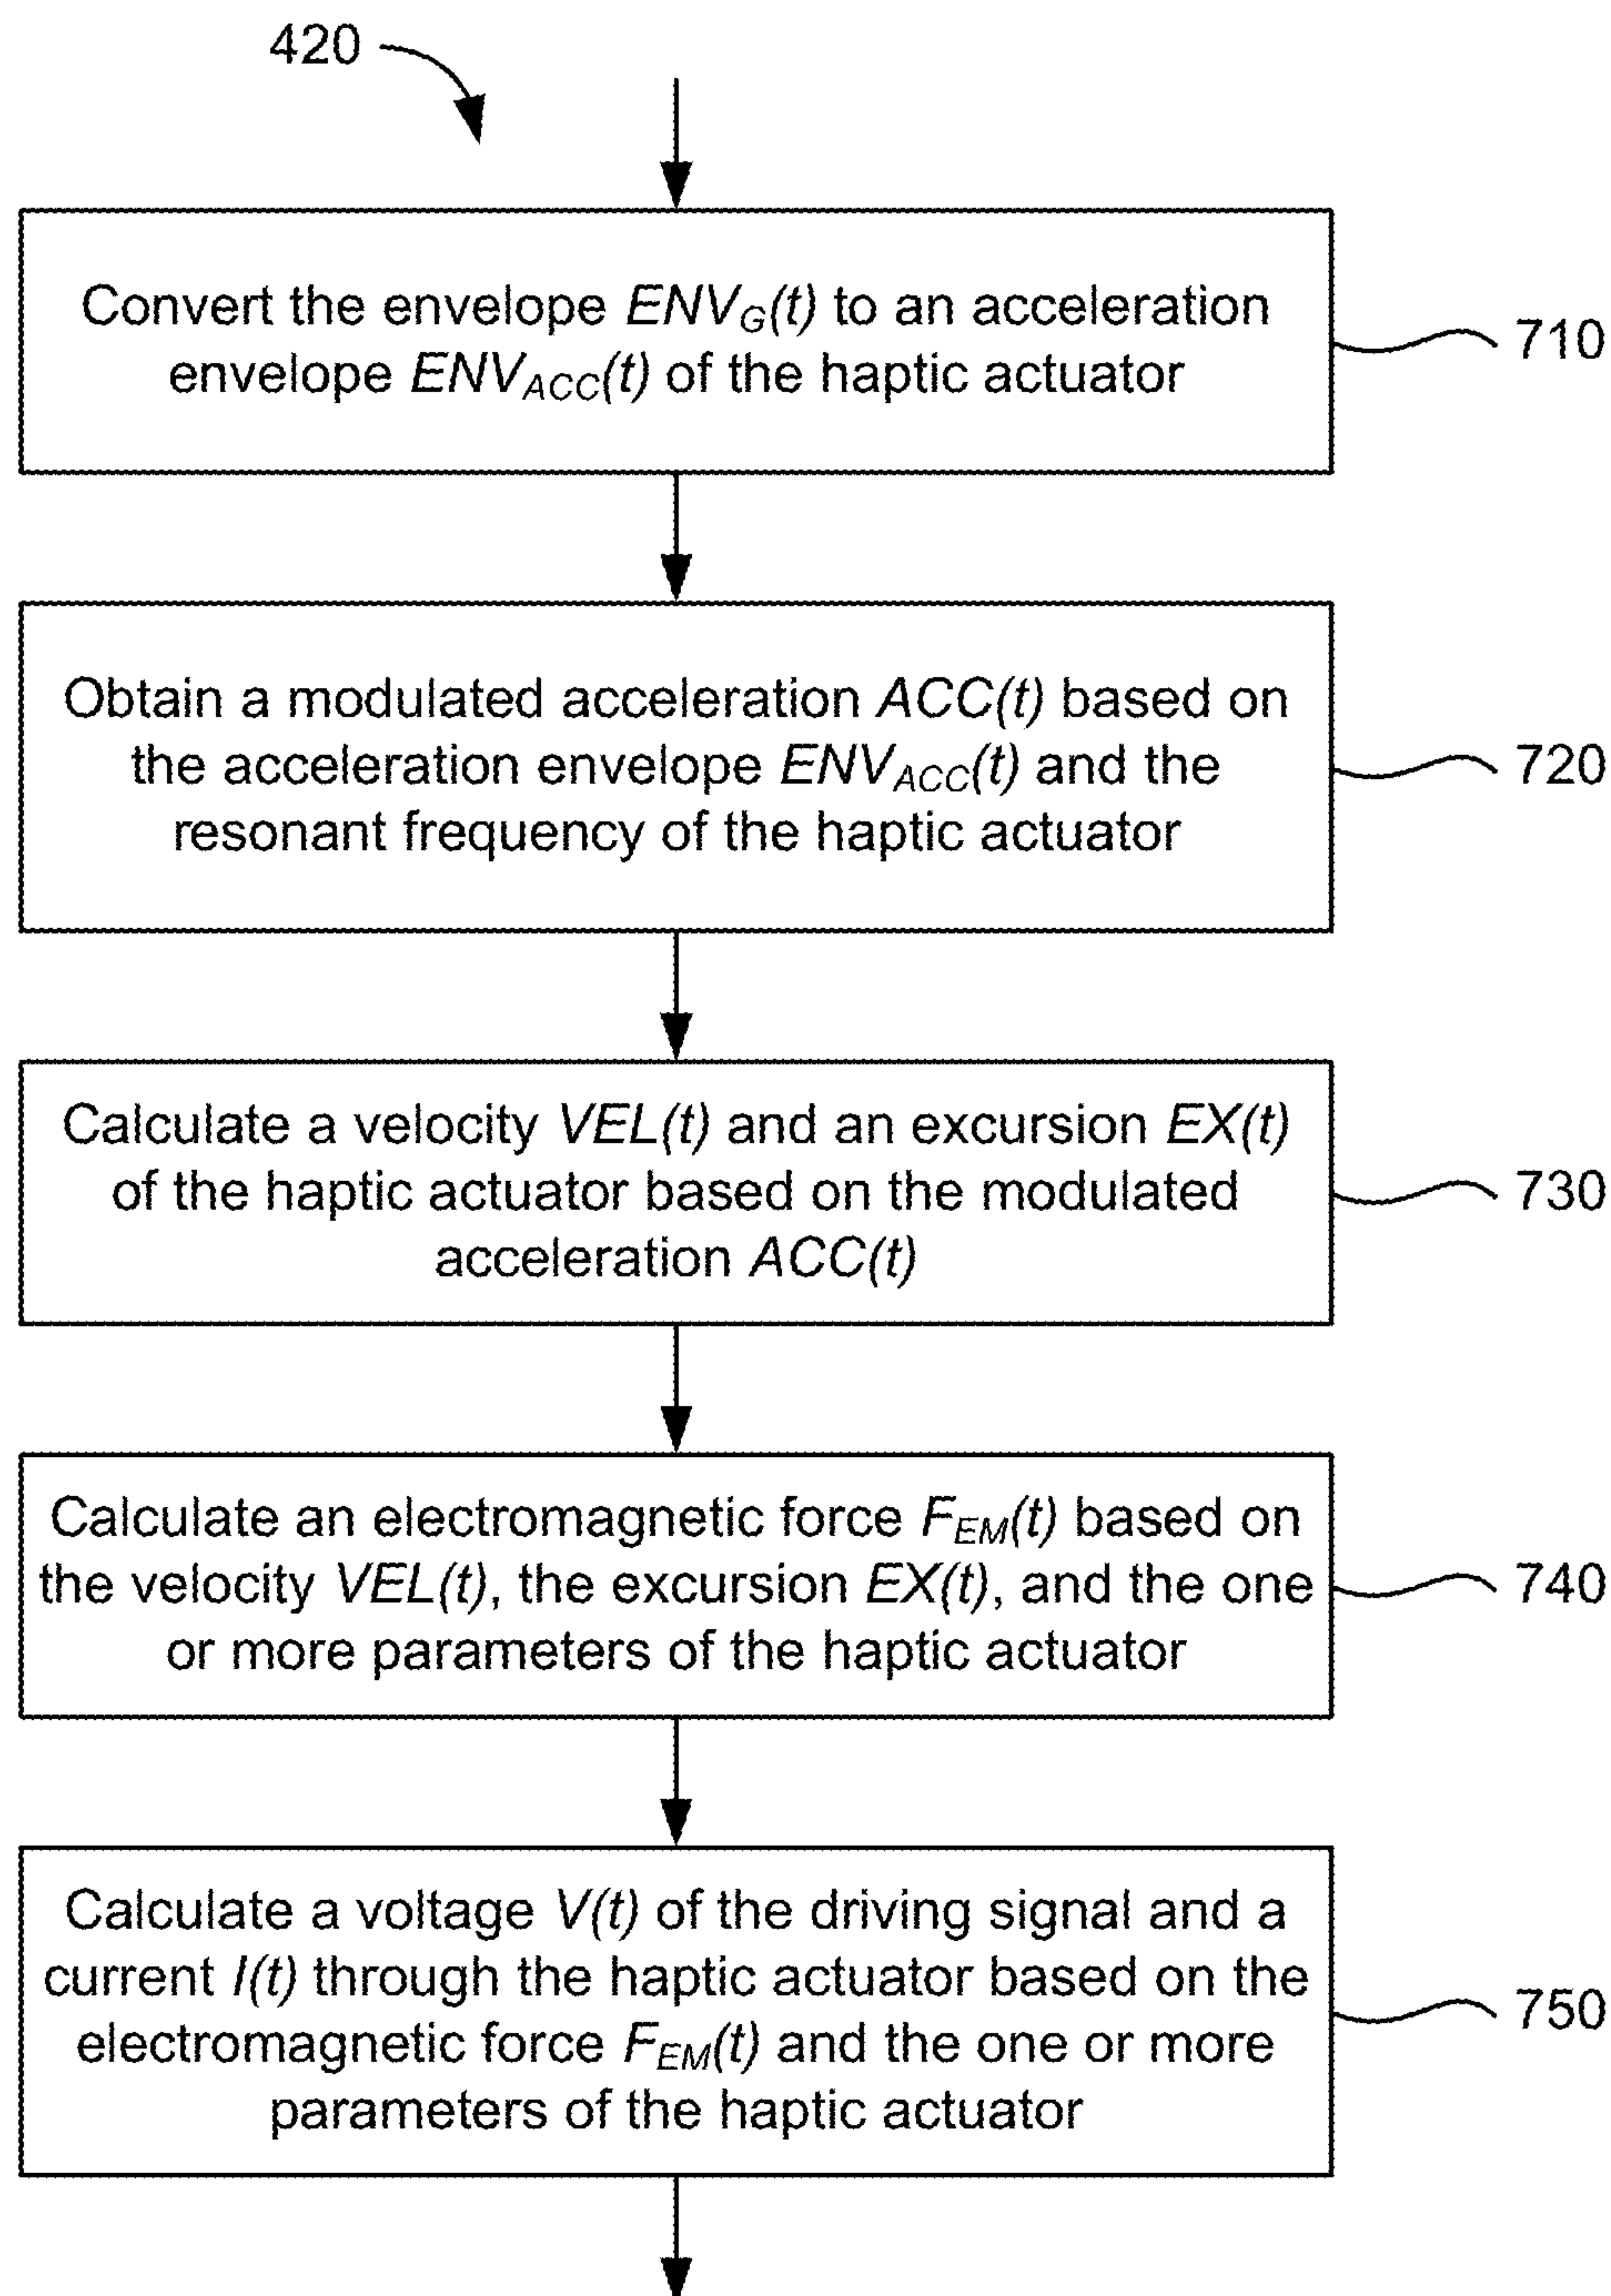 420
Convert the envelope ENV_G(t) to an acceleration
envelope ENV_ACC(t) of the haptic actuator
710
Obtain a modulated acceleration ACC(t) based on
the acceleration envelope ENV_ACC(t) and the
resonant frequency of the haptic actuator
720
Calculate a velocity VEL(t) and an excursion EX(t)
of the haptic actuator based on the modulated
acceleration ACC(t)
730
Calculate an electromagnetic force F_EM(t) based on
the velocity VEL(t), the excursion EX(t), and the one
or more parameters of the haptic actuator
740
Calculate a voltage V(t) of the driving signal and a
current I(t) through the haptic actuator based on the
electromagnetic force F_EM(t) and the one or more
parameters of the haptic actuator
750